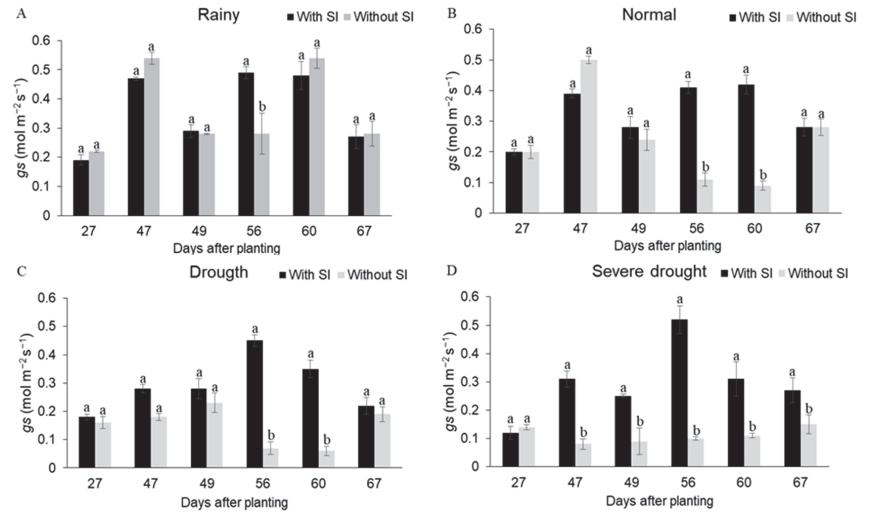 A
Rainy
With SI Without SI
0.6
0.5
0.4
0.3
0.2
0.1
0
gs (mol m−2 s−1)
a a a a a a a b a a a a
27 47 49 56 60 67
Days after planting
B
Normal
With SI Without SI
0.6
0.5
0.4
0.3
0.2
0.1
0
gs (mol m−2 s−1)
a a a a a a a b a b a a
27 47 49 56 60 67
Days after planting
C
Drougth
With SI Without SI
0.6
0.5
0.4
0.3
0.2
0.1
0
gs (mol m−2 s−1)
a a a a a a a b a b a a
27 47 49 56 60 67
Days after planting
D
Severe drought
With SI Without SI
0.6
0.5
0.4
0.3
0.2
0.1
0
gs (mol m−2 s−1)
a a a b a b a b a b a b
27 47 49 56 60 67
Days after planting